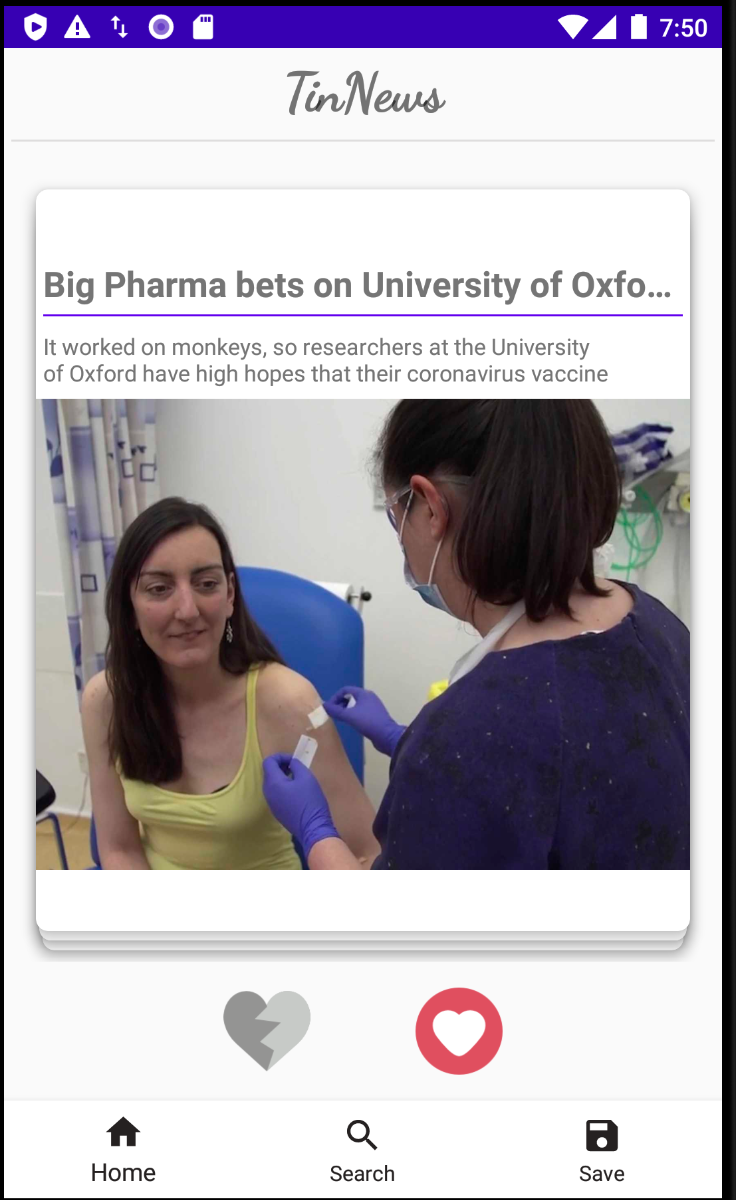 7:50
TinNews
Big Pharma bets on University of Oxfo...
It worked on monkeys, so researchers at the University
of Oxford have high hopes that their coronavirus vaccine
Home
Search
Save